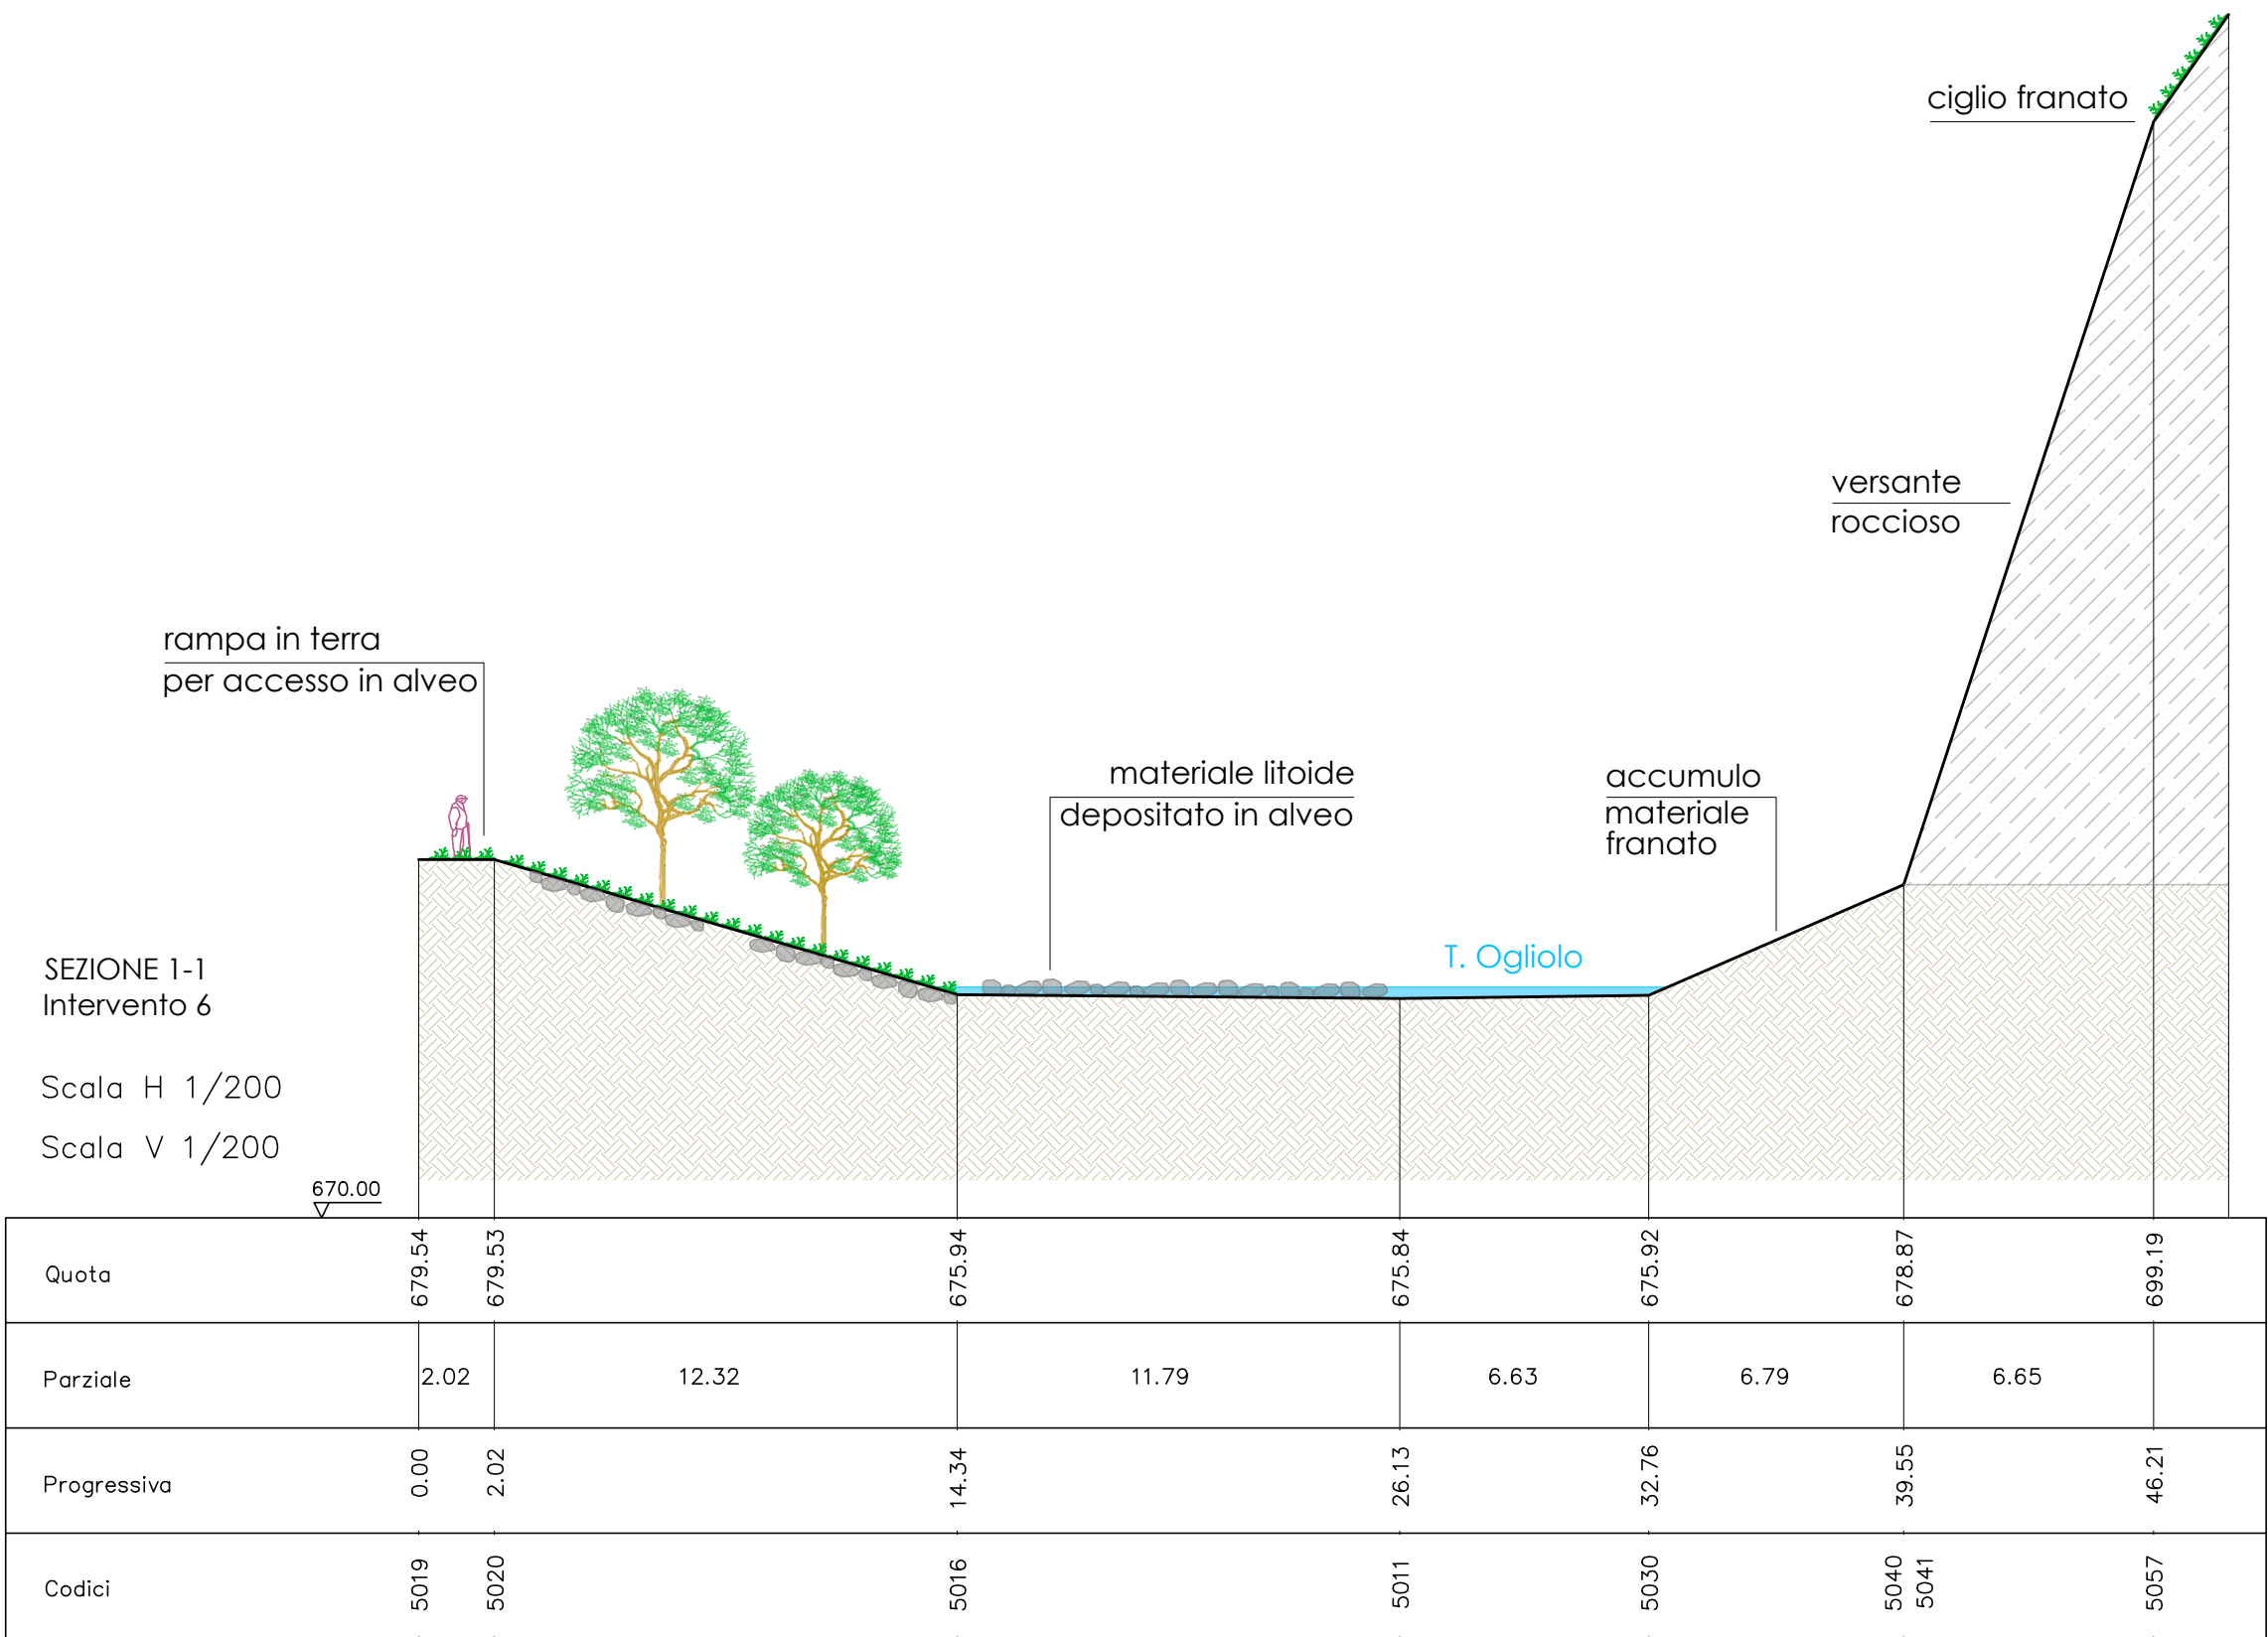 ciglio franato
versante
roccioso
rampa in terra
per accesso in alveo
materiale litoide
depositato in alveo
accumulo
materiale
franato
T. Ogliolo
SEZIONE 1-1
Intervento 6
Scala H 1/200
Scala V 1/200
670.00
Quota 679.54 679.53 675.94 675.84 675.92 678.87 699.19
Parziale 2.02 12.32 11.79 6.63 6.79 6.65
Progressiva 0.00 2.02 14.34 26.13 32.76 39.55 46.21
Codici 5019 5020 5016 5011 5030 5040 5041 5057